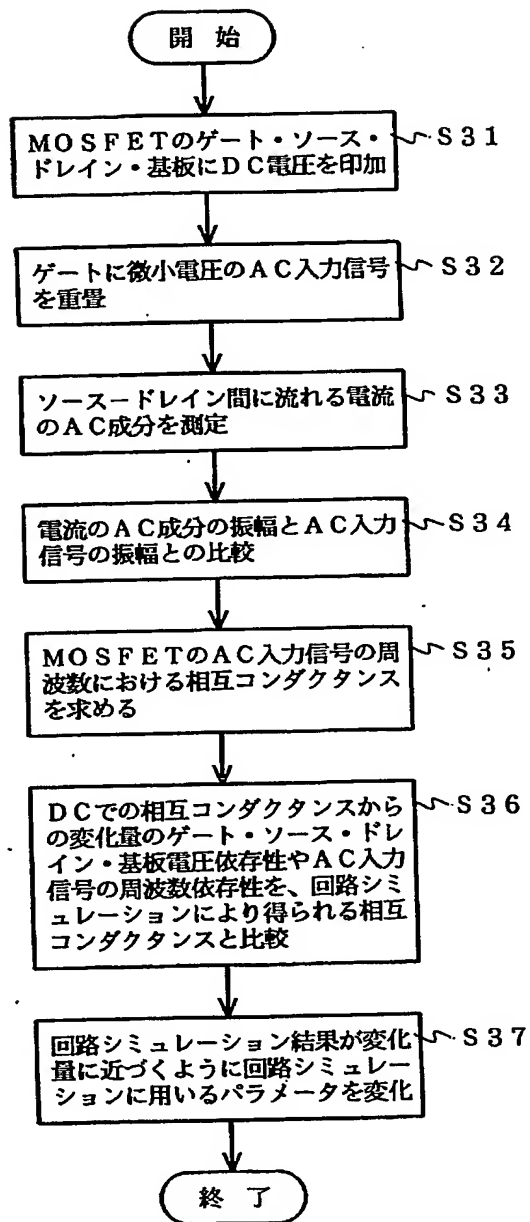 開 始
MOSFETのゲート・ソース・
ドレイン・基板にDC電圧を印加
S31
ゲートに微小電圧のAC入力信号
を重畳
S32
ソース－ドレイン間に流れる電流
のAC成分を測定
S33
電流のAC成分の振幅とAC入力
信号の振幅との比較
S34
MOSFETのAC入力信号の周
波数における相互コンダクタンス
を求める
S35
DCでの相互コンダクタンスから
の変化量のゲート・ソース・ドレ
イン・基板電圧依存性やAC入力
信号の周波数依存性を、回路シミ
ュレーションにより得られる相互
コンダクタンスと比較
S36
回路シミュレーション結果が変化
量に近づくように回路シミュレー
ションに用いるパラメータを変化
S37
終 了